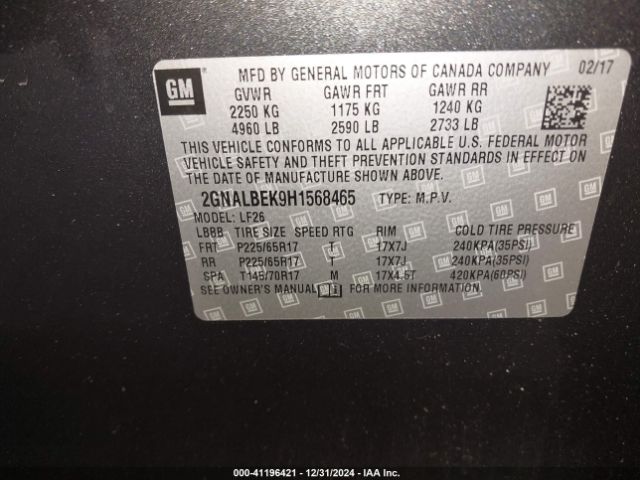 GM MFD BY GENERAL MOTORS OF CANADA COMPANY 02/17
GVWR GAWR FRT GAWR RR
2250 KG 1175 KG 1240 KG
4960 LB 2590 LB 2733 LB
THIS VEHICLE CONFORMS TO ALL APPLICABLE U.S. FEDERAL MOTOR
VEHICLE SAFETY AND THEFT PREVENTION STANDARDS IN EFFECT ON
THE DATE OF MANUFACTURE SHOWN ABOVE.
2GNALBEK9H1568465 TYPE: M.P.V.
MODEL: LF26
LBBB TIRE SIZE SPEED RTG RIM COLD TIRE PRESSURE
FRT P225/65R17 T 17X7J 240KPA(35PSI)
RR P225/65R17 T 17X7J 240KPA(35PSI)
SPA T145/70R17 M 17X4.5T 420KPA(60PSI)
SEE OWNER'S MANUAL FOR MORE INFORMATION.
000-41196421 - 12/31/2024 - IAA Inc.